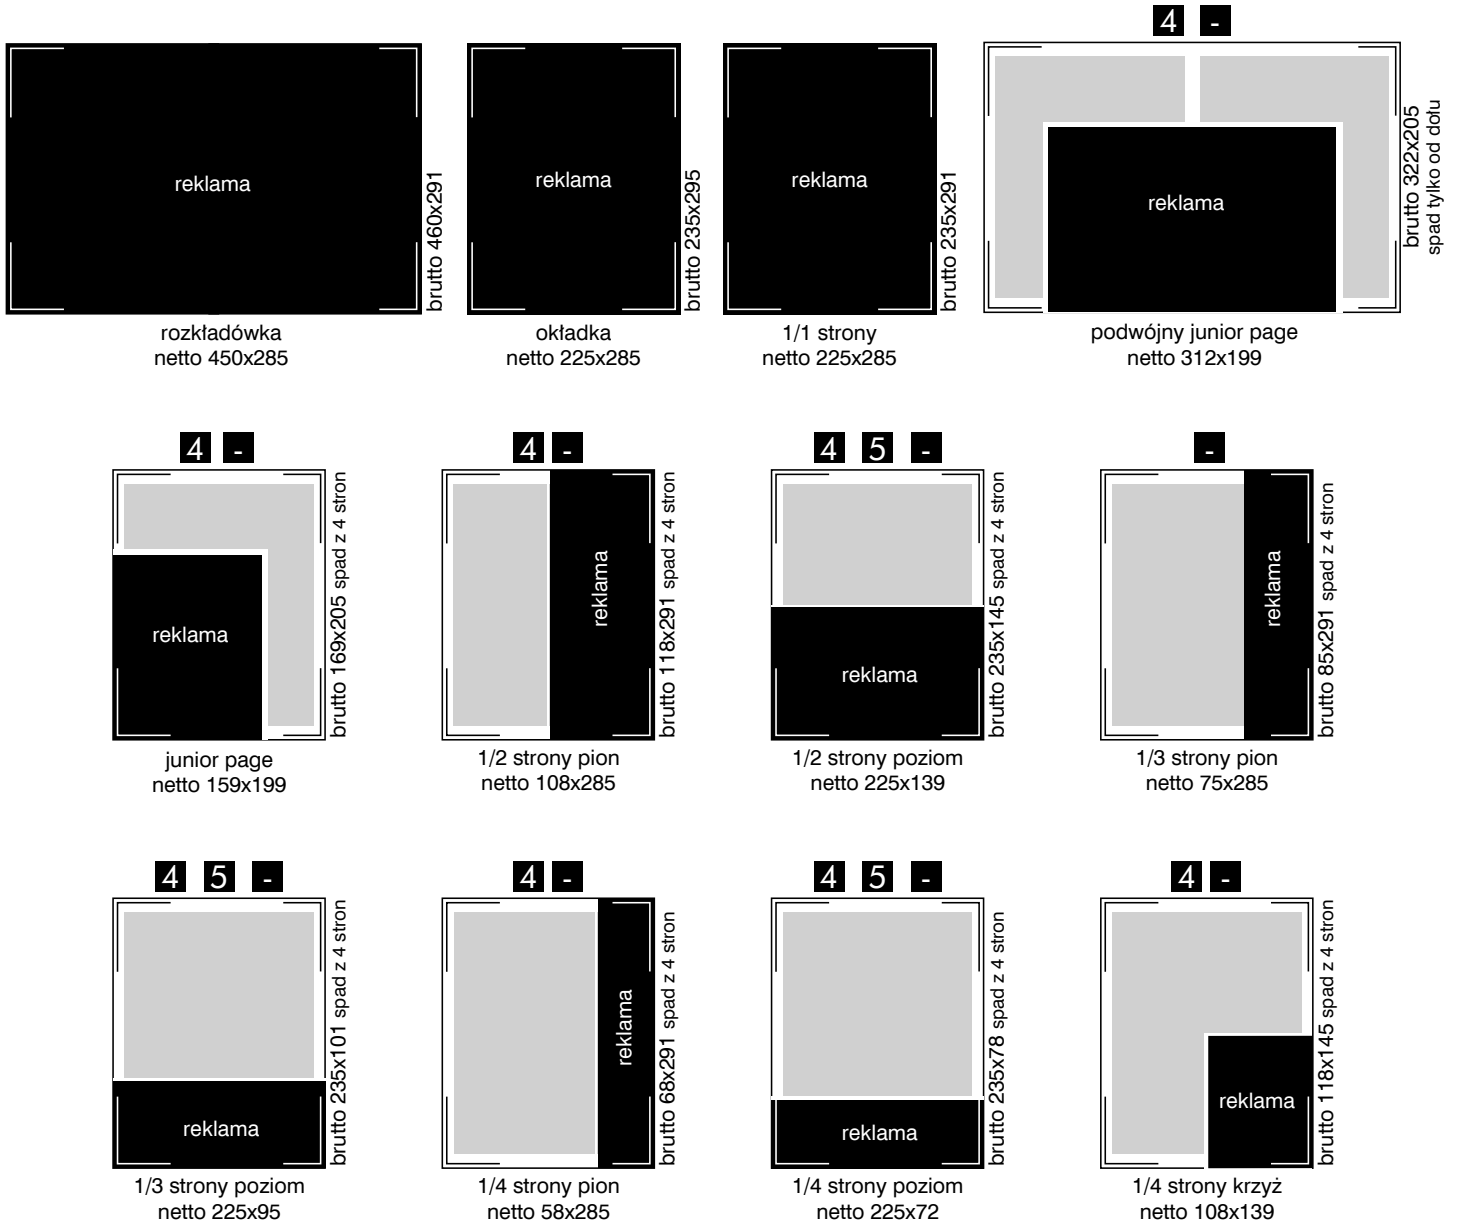 reklama
brutto 460x291
rozkładówka
netto 450x285
reklama
brutto 235x295
okładka
netto 225x285
reklama
brutto 235x291
1/1 strony
netto 225x285
4 -
reklama
brutto 322x205
spad tylko od dołu
podwójny junior page
netto 312x199
4 -
reklama
brutto 169x205 spad z 4 stron
junior page
netto 159x199
4 -
reklama
brutto 118x291 spad z 4 stron
1/2 strony pion
netto 108x285
4 5 -
reklama
brutto 235x145 spad z 4 stron
1/2 strony poziom
netto 225x139
-
reklama
brutto 85x291 spad z 4 stron
1/3 strony pion
netto 75x285
4 5 -
reklama
brutto 235x101 spad z 4 stron
1/3 strony poziom
netto 225x95
4 -
reklama
brutto 68x291 spad z 4 stron
1/4 strony pion
netto 58x285
4 5 -
reklama
brutto 235x78 spad z 4 stron
1/4 strony poziom
netto 225x72
4 -
reklama
brutto 118x145 spad z 4 stron
1/4 strony krzyż
netto 108x139